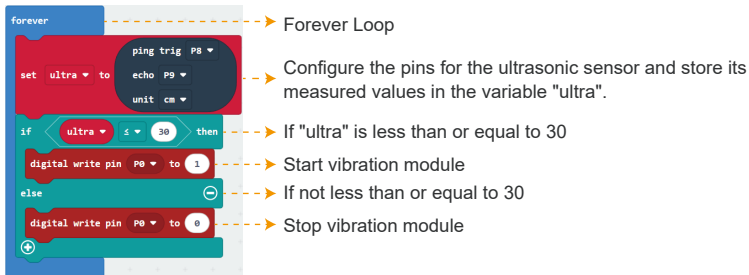 forever
Forever Loop
ping trig P8
set ultra to echo P9
unit cm
Configure the pins for the ultrasonic sensor and store its
measured values in the variable "ultra".
if ultra ≤ 30 then
If "ultra" is less than or equal to 30
digital write pin P0 to 1
Start vibration module
else
If not less than or equal to 30
digital write pin P0 to 0
Stop vibration module